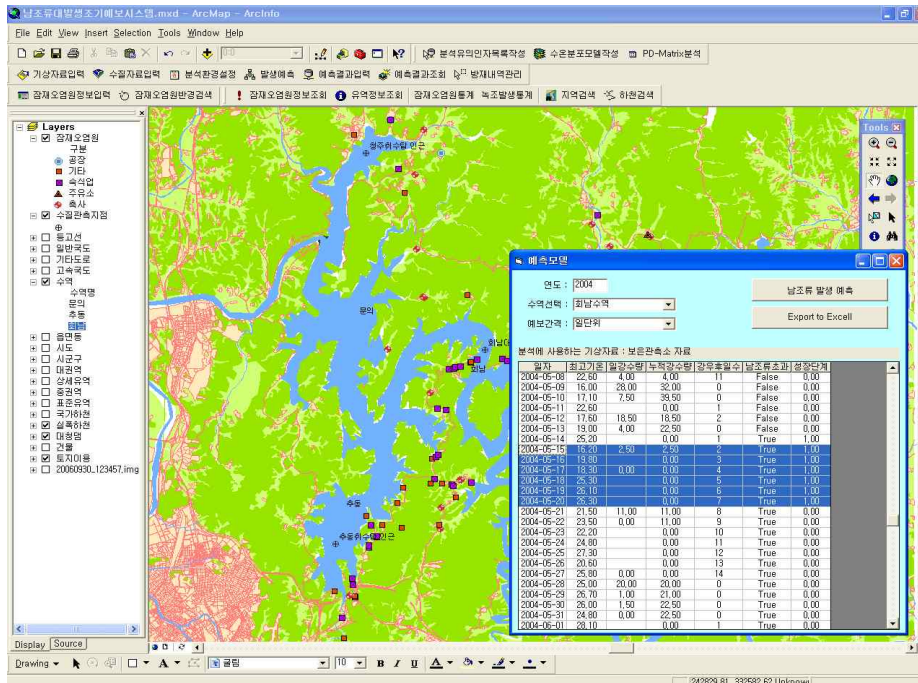 남조류대발생조기예보시스템.mxd - ArcMap - ArcInfo
File Edit View Insert Selection Tools Window Help
분석유의인자목록작성 수온분포모델작성 PD-Matrix분석
기상자료입력 수질자료입력 분석환경설정 발생예측 예측결과입력 예측결과조회 방재내역관리
잠재오염원정보입력 잠재오염원반경검색 잠재오염원정보조회 유역정보조회 잠재오염원통계 녹조발생통계 지역검색 하천검색
Layers
잠재오염원
구분
공장
기타
숙식업
주유소
축사
수질관측지점
등고선
일반국도
기타도로
고속국도
수역
수역명
문의
추동
회남
읍면동
시도
시군구
대권역
상세유역
중권역
표준유역
국가하천
실폭하천
대청댐
건물
토지이용
20060930_123457.img
Display Source
청주취수탑 인근
문의
회남
추동
추동취수탑 인근
Tools
예측모델
연도 : 2004
수역선택 : 회남수역
예보간격 : 일단위
남조류 발생 예측
Export to Excell
분석에 사용하는 기상자료 : 보은관측소 자료
일자 최고기온 일강수량 누적강수량 강우후일수 남조류초과 성장단계
2004-05-08 22,60 4,00 4,00 11 False 0,00
2004-05-09 16,00 28,00 32,00 0 False 0,00
2004-05-10 17,10 7,50 39,50 0 False 0,00
2004-05-11 22,60 0,00 1 False 0,00
2004-05-12 17,60 18,50 18,50 2 False 0,00
2004-05-13 19,00 4,00 22,50 0 False 0,00
2004-05-14 25,20 0,00 1 True 1,00
2004-05-15 16,20 2,50 2,50 2 True 1,00
2004-05-16 19,80 0,00 3 True 1,00
2004-05-17 18,30 0,00 0,00 4 True 1,00
2004-05-18 25,30 0,00 5 True 1,00
2004-05-19 26,10 0,00 6 True 1,00
2004-05-20 26,30 0,00 7 True 1,00
2004-05-21 21,50 11,00 11,00 8 True 0,00
2004-05-22 23,50 0,00 11,00 9 True 0,00
2004-05-23 22,20 0,00 10 True 0,00
2004-05-24 24,80 0,00 11 True 0,00
2004-05-25 27,30 0,00 12 True 0,00
2004-05-26 20,60 0,00 13 True 0,00
2004-05-27 25,80 0,00 0,00 14 True 0,00
2004-05-28 25,00 20,00 20,00 0 True 0,00
2004-05-29 26,70 1,00 21,00 0 True 0,00
2004-05-30 26,00 1,50 22,50 0 True 0,00
2004-05-31 24,80 0,00 22,50 0 True 0,00
2004-06-01 28,10 0,00 1 True 0,00
Drawing 굴림 10 B I U A
242829,81 332582,62 Unknown